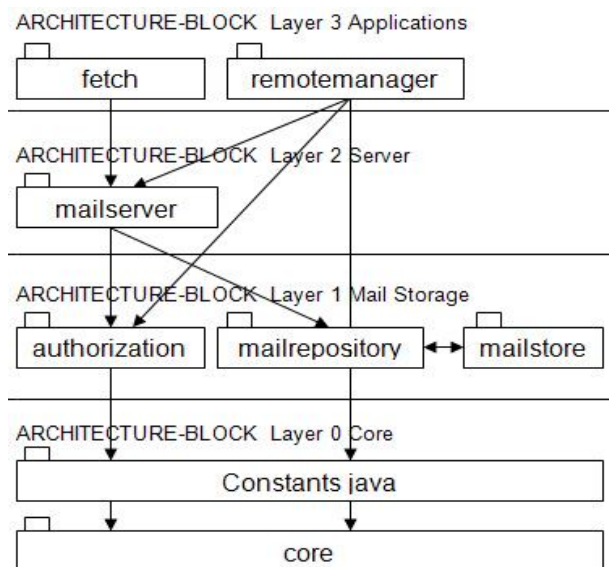 ARCHITECTURE-BLOCK Layer 3 Applications
fetch
remotemanager
ARCHITECTURE-BLOCK Layer 2 Server
mailserver
ARCHITECTURE-BLOCK Layer 1 Mail Storage
authorization
mailrepository
mailstore
ARCHITECTURE-BLOCK Layer 0 Core
Constants java
core